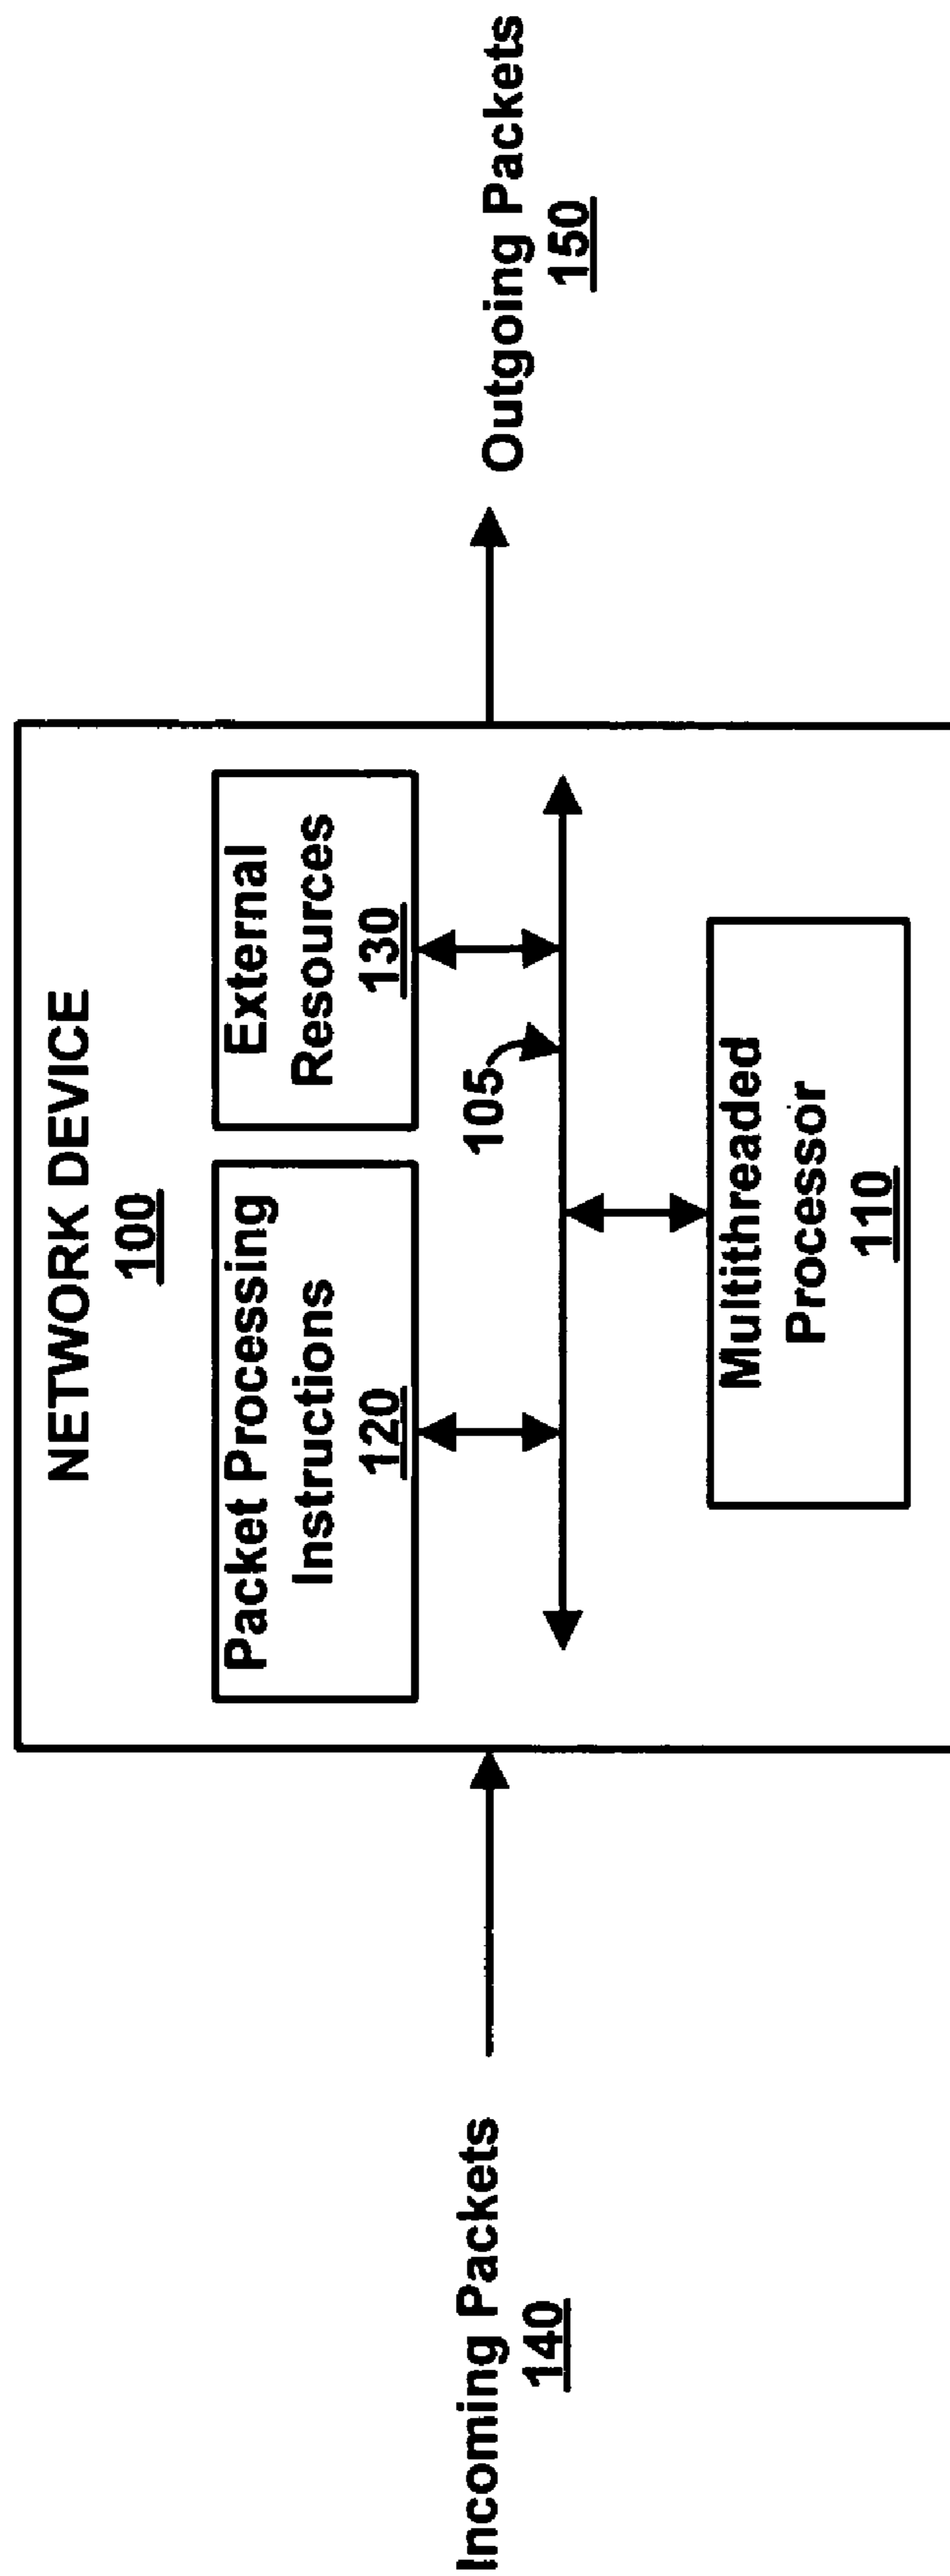 NETWORK DEVICE
100
Packet Processing
Instructions
120
External
Resources
130
105
Multithreaded
Processor
110
Incoming Packets
140
Outgoing Packets
150